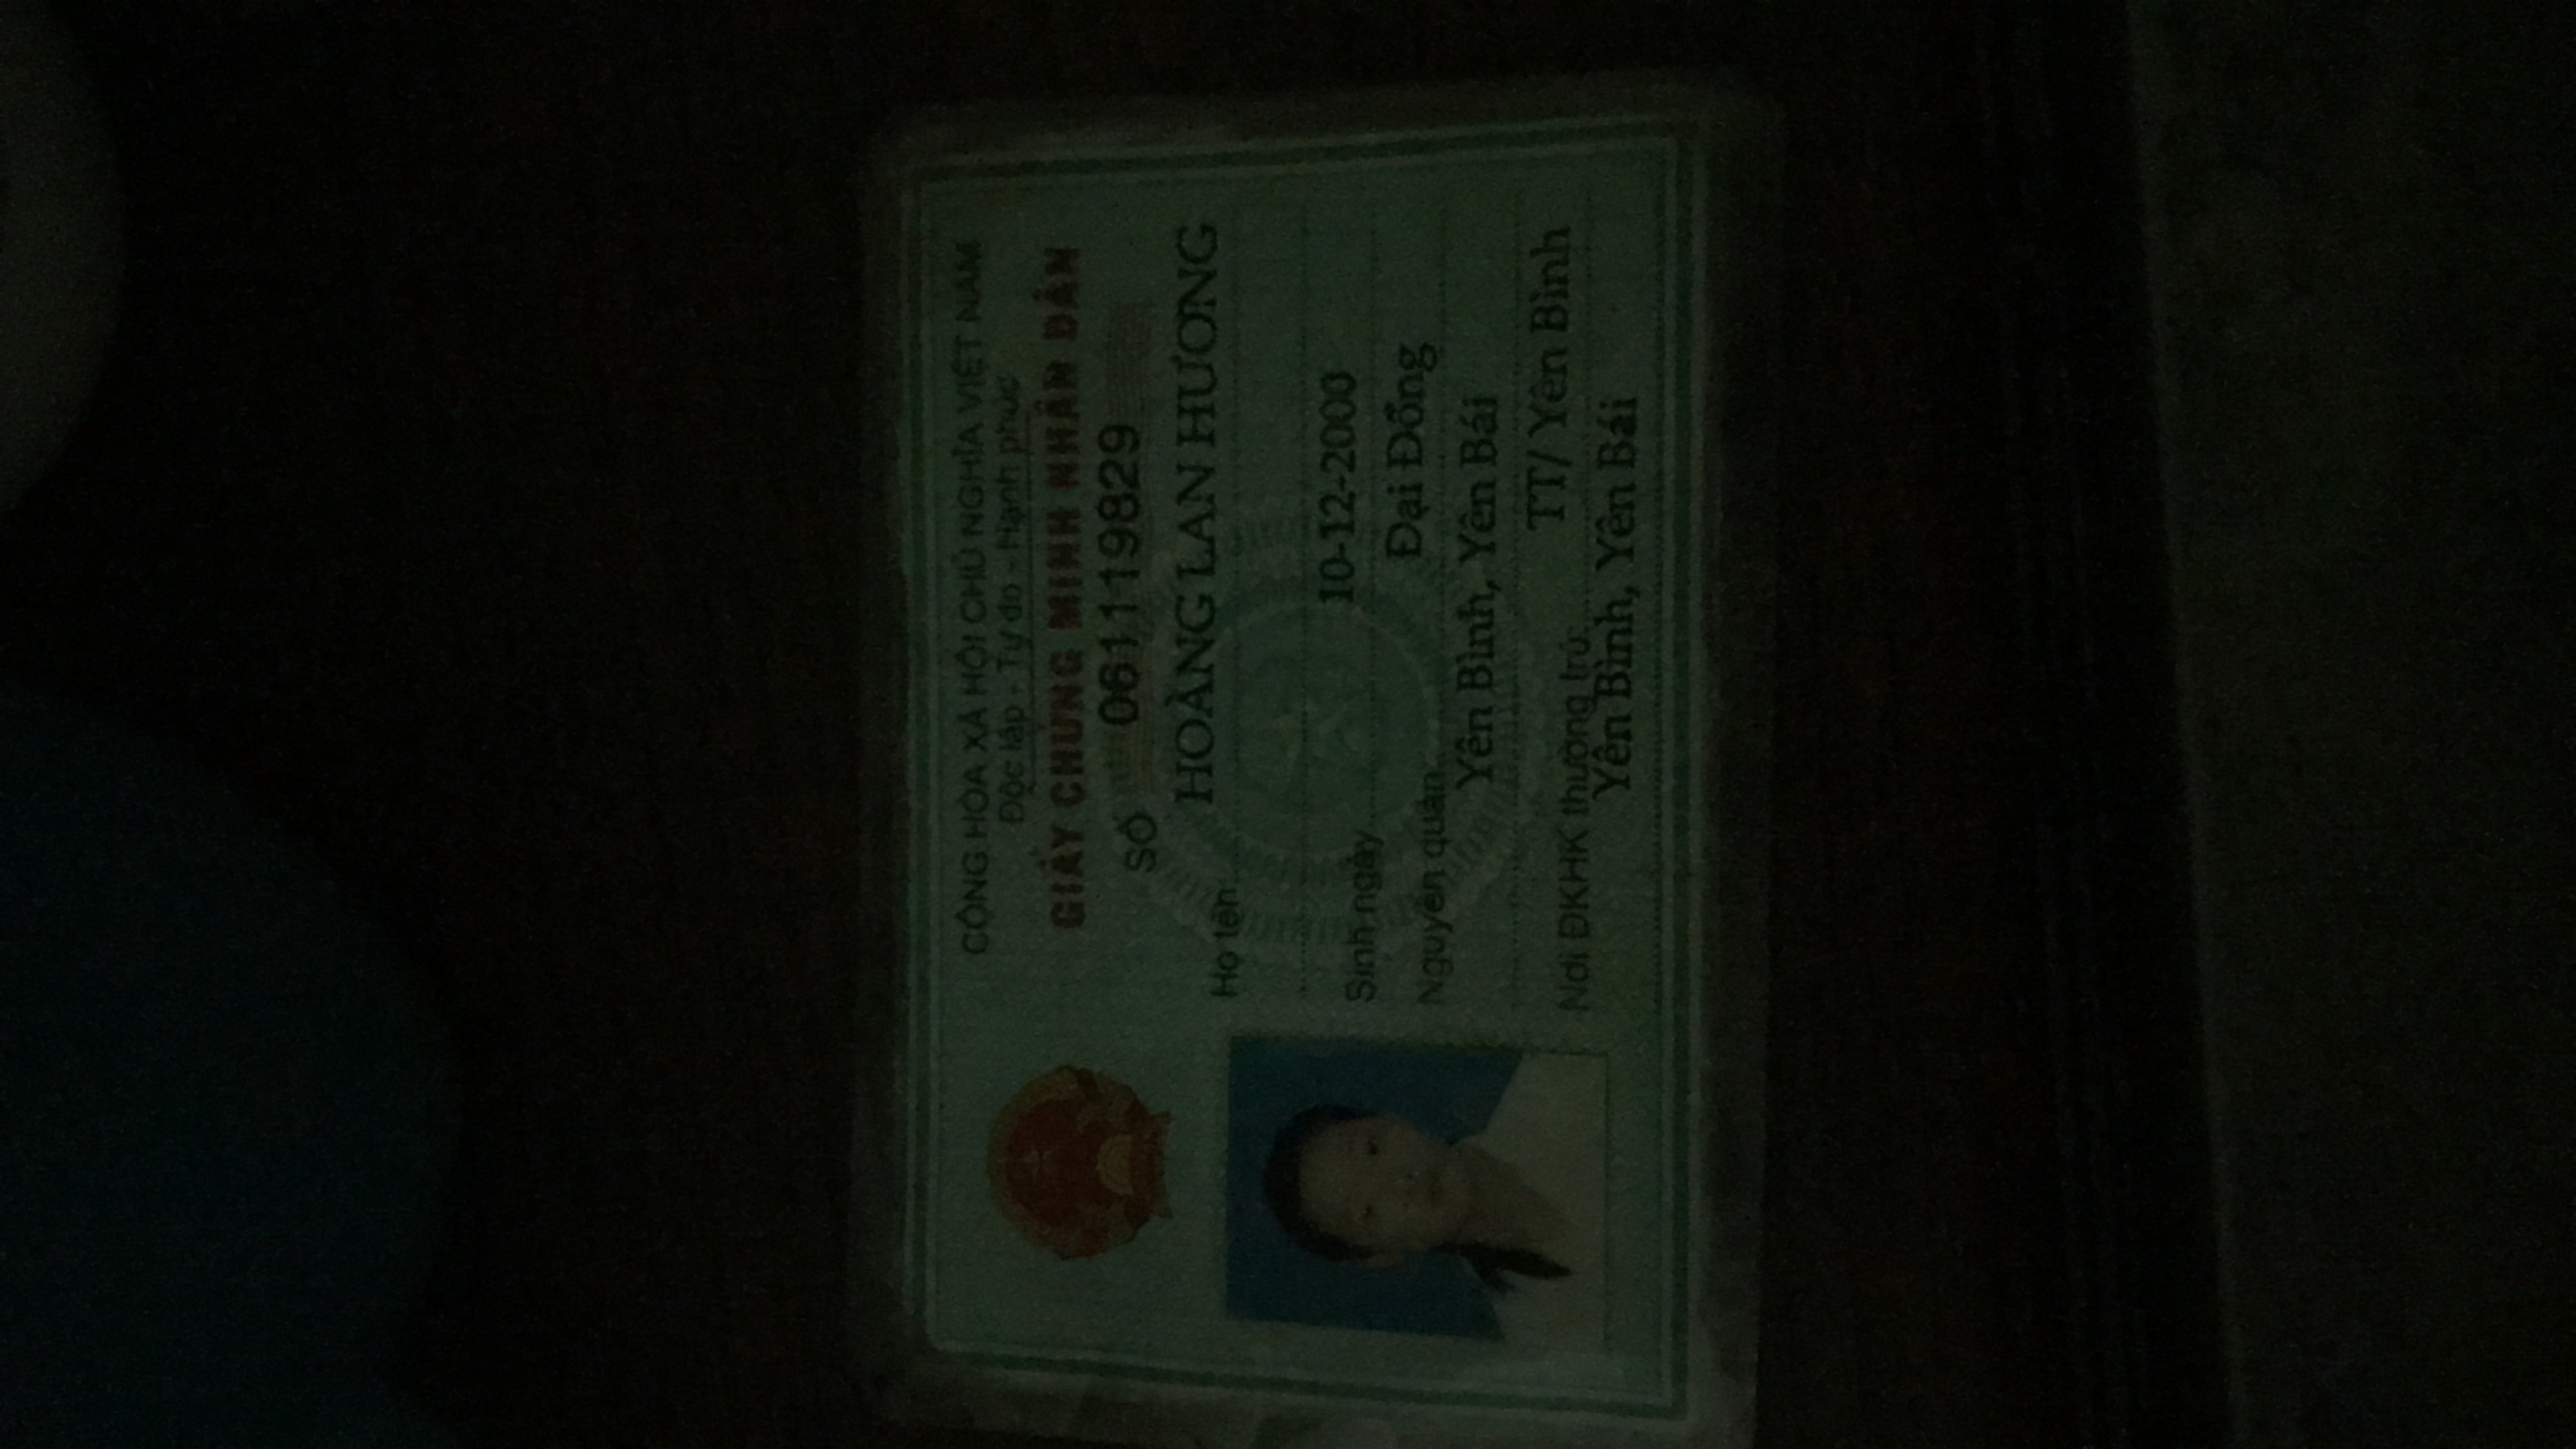 CỘNG HÒA XÃ HỘI CHỦ NGHĨA VIỆT NAM
Độc lập - Tự do - Hạnh phúc
GIẤY CHỨNG MINH NHÂN DÂN
SỐ 061119829
Họ tên: HOÀNG LAN HƯƠNG
Sinh ngày 10-12-2000
Nguyên quán Đại Đồng
Yên Bình, Yên Bái
Nơi ĐKHK thường trú: TT/ Yên Bình
Yên Bình, Yên Bái